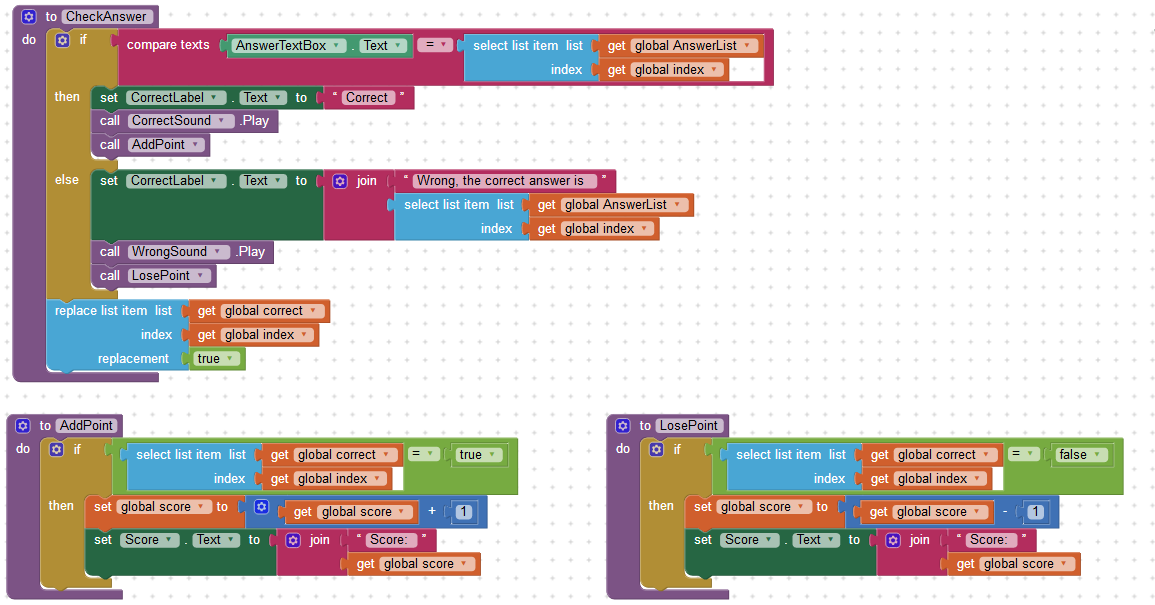 to CheckAnswer
do if compare texts AnswerTextBox . Text = select list item list get global AnswerList
index get global index
then set CorrectLabel . Text to “ Correct ”
call CorrectSound .Play
call AddPoint
else set CorrectLabel . Text to join “ Wrong, the correct answer is ”
select list item list get global AnswerList
index get global index
call WrongSound .Play
call LosePoint
replace list item list get global correct
index get global index
replacement true
to AddPoint
do if select list item list get global correct = true
index get global index
then set global score to get global score + 1
set Score . Text to join “ Score: ”
get global score
to LosePoint
do if select list item list get global correct = false
index get global index
then set global score to get global score - 1
set Score . Text to join “ Score: ”
get global score